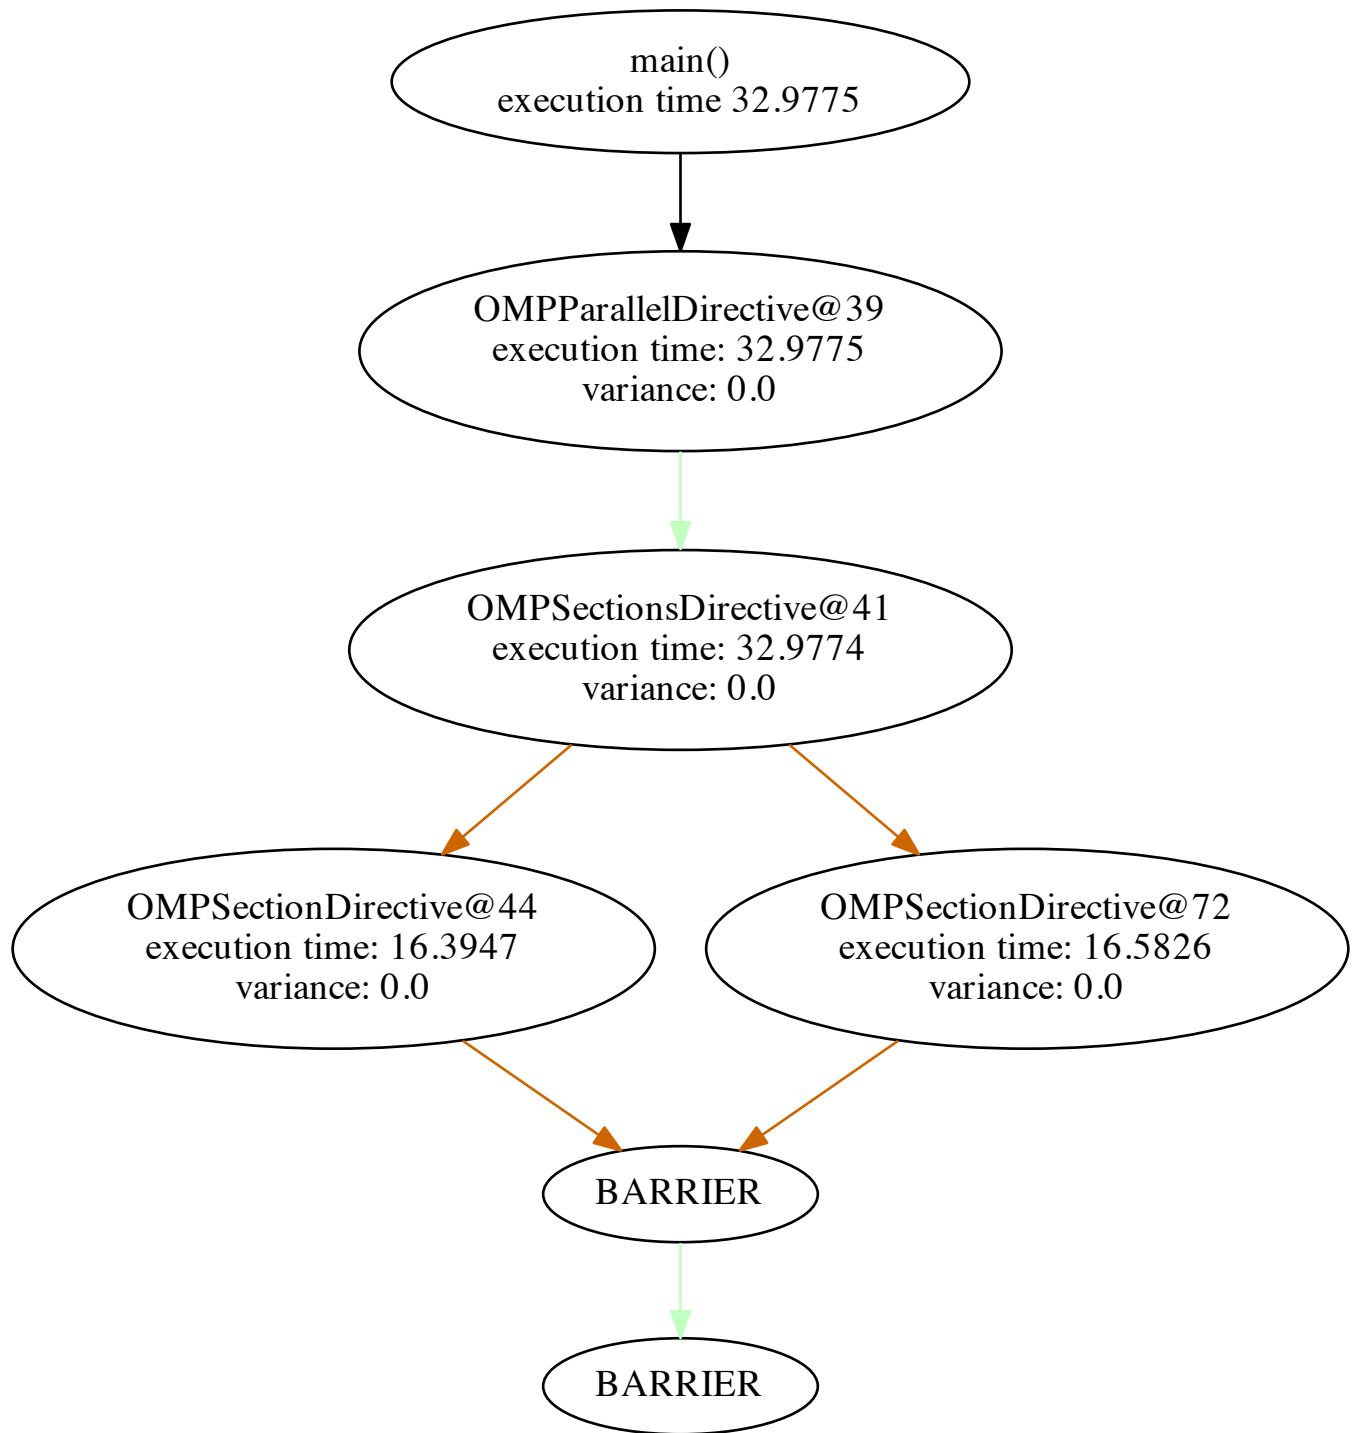 main()
execution time 32.9775
OMPParallelDirective@39
execution time: 32.9775
variance: 0.0
OMPSectionsDirective@41
execution time: 32.9774
variance: 0.0
OMPSectionDirective@44
execution time: 16.3947
variance: 0.0
OMPSectionDirective@72
execution time: 16.5826
variance: 0.0
BARRIER
BARRIER